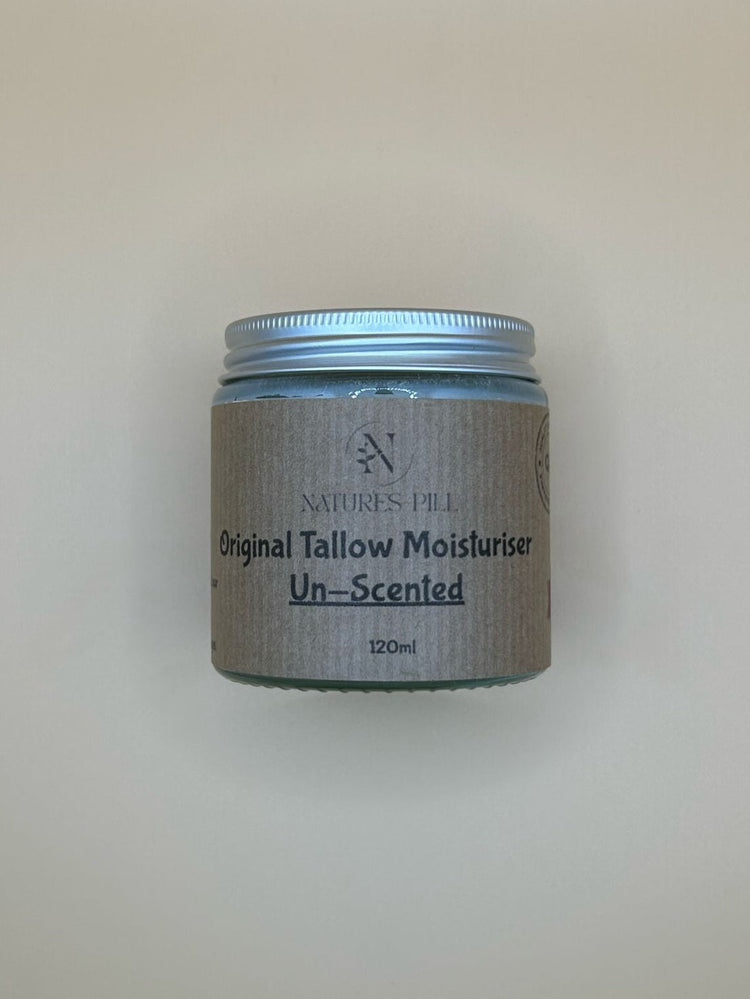 N
NATURES PILL
Original Tallow Moisturiser
Un-Scented
120ml